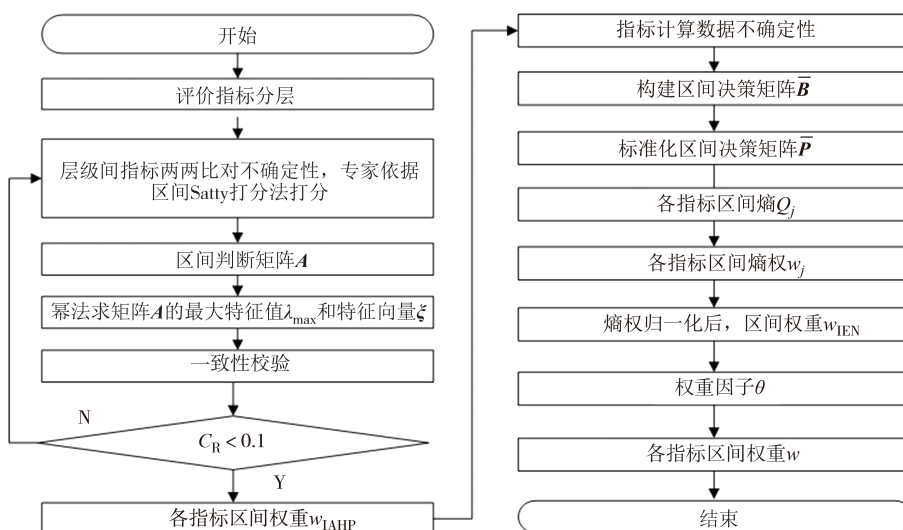 开始
评价指标分层
层级间指标两两比对不确定性，专家依据
区间Satty打分法打分
区间判断矩阵A
幂法求矩阵A的最大特征值λmax和特征向量ξ
一致性校验
N
CR<0.1
Y
各指标区间权重wIAHP
指标计算数据不确定性
构建区间决策矩阵B̅
标准化区间决策矩阵P̅
各指标区间熵Qj
各指标区间熵权wj
熵权归一化后，区间权重wIEN
权重因子θ
各指标区间权重w
结束